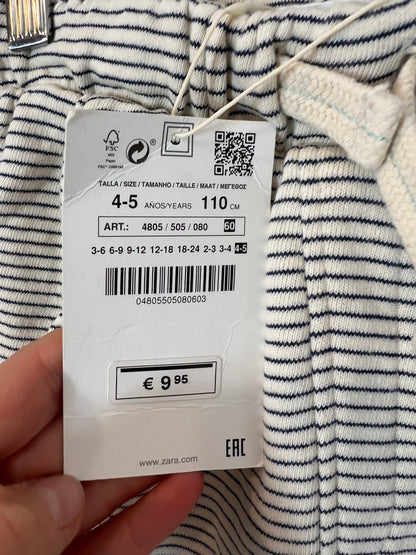 FSC
MIX
Paper
TALLA / SIZE / TAMANHO / TAILLE / MAAT / ΜΕΓΕΘΟΣ
4-5 AÑOS/YEARS 110 CM
ART.: 4805 / 505 / 080 60
3-6 6-9 9-12 12-18 18-24 2-3 3-4 4-5
04805505080603
€ 9 95
www.zara.com
EAC